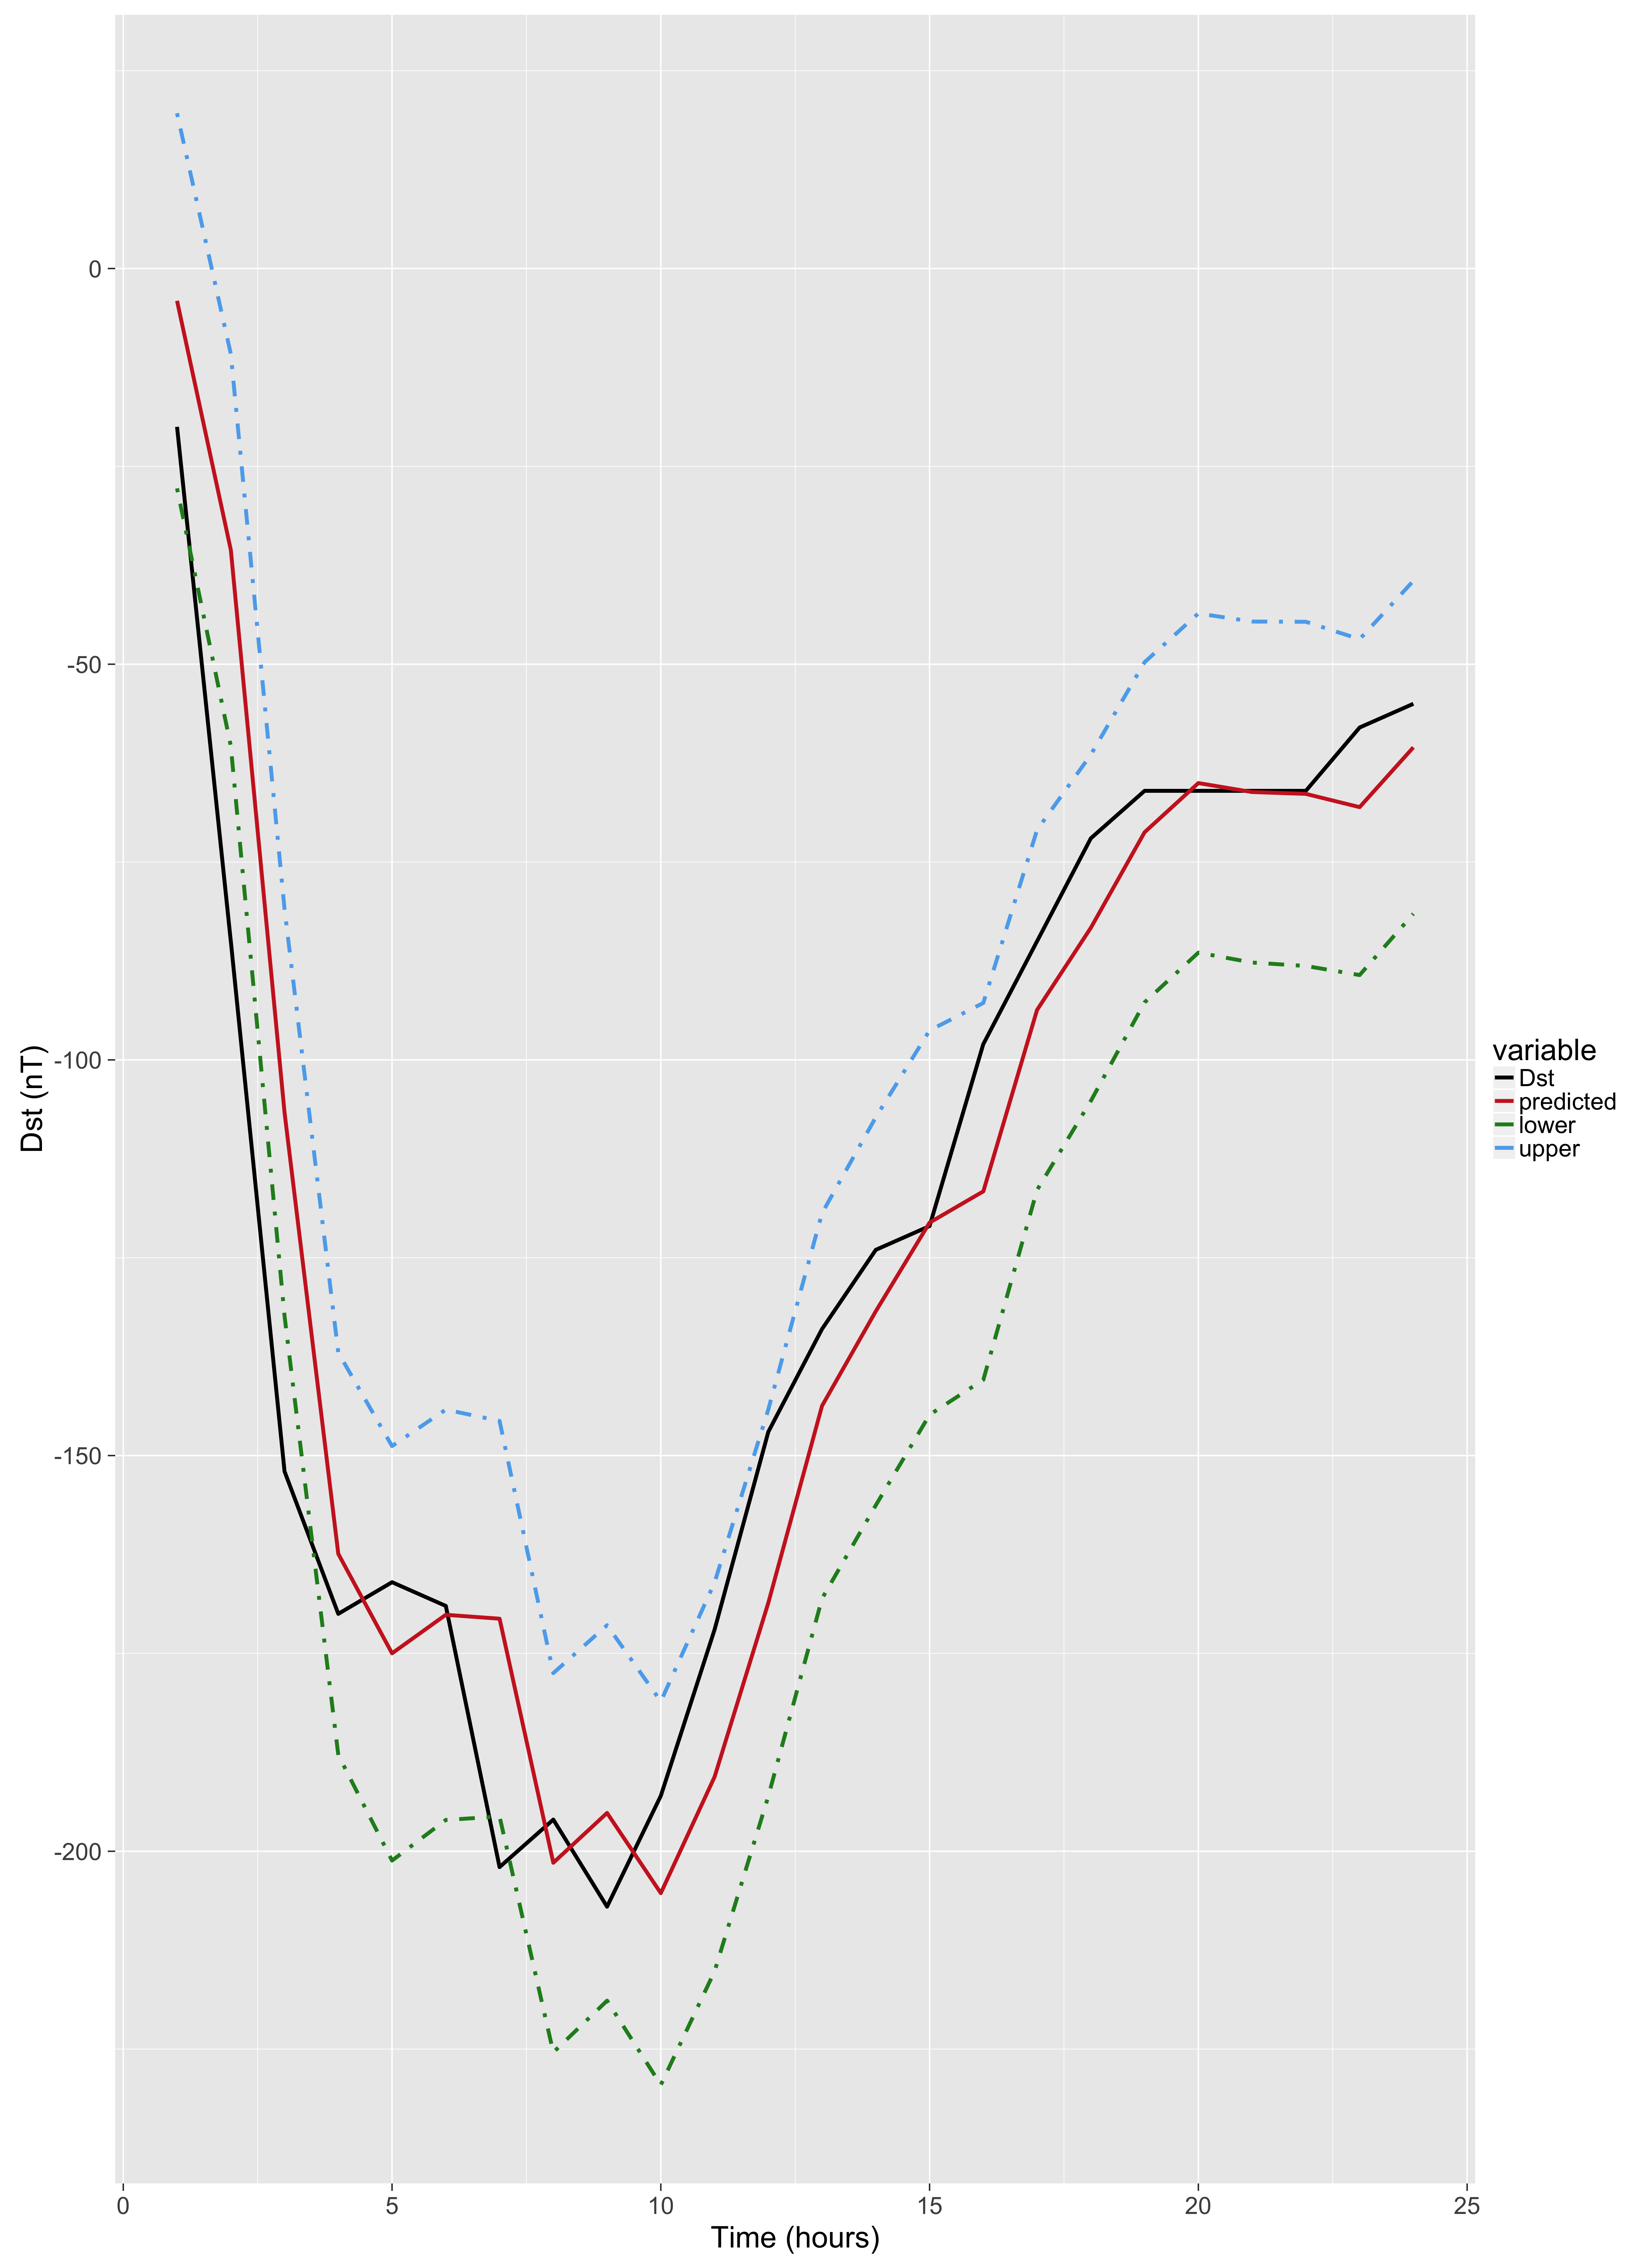 0
-50
-100
-150
-200
Dst (nT)
0 5 10 15 20 25
Time (hours)
variable
Dst
predicted
lower
upper